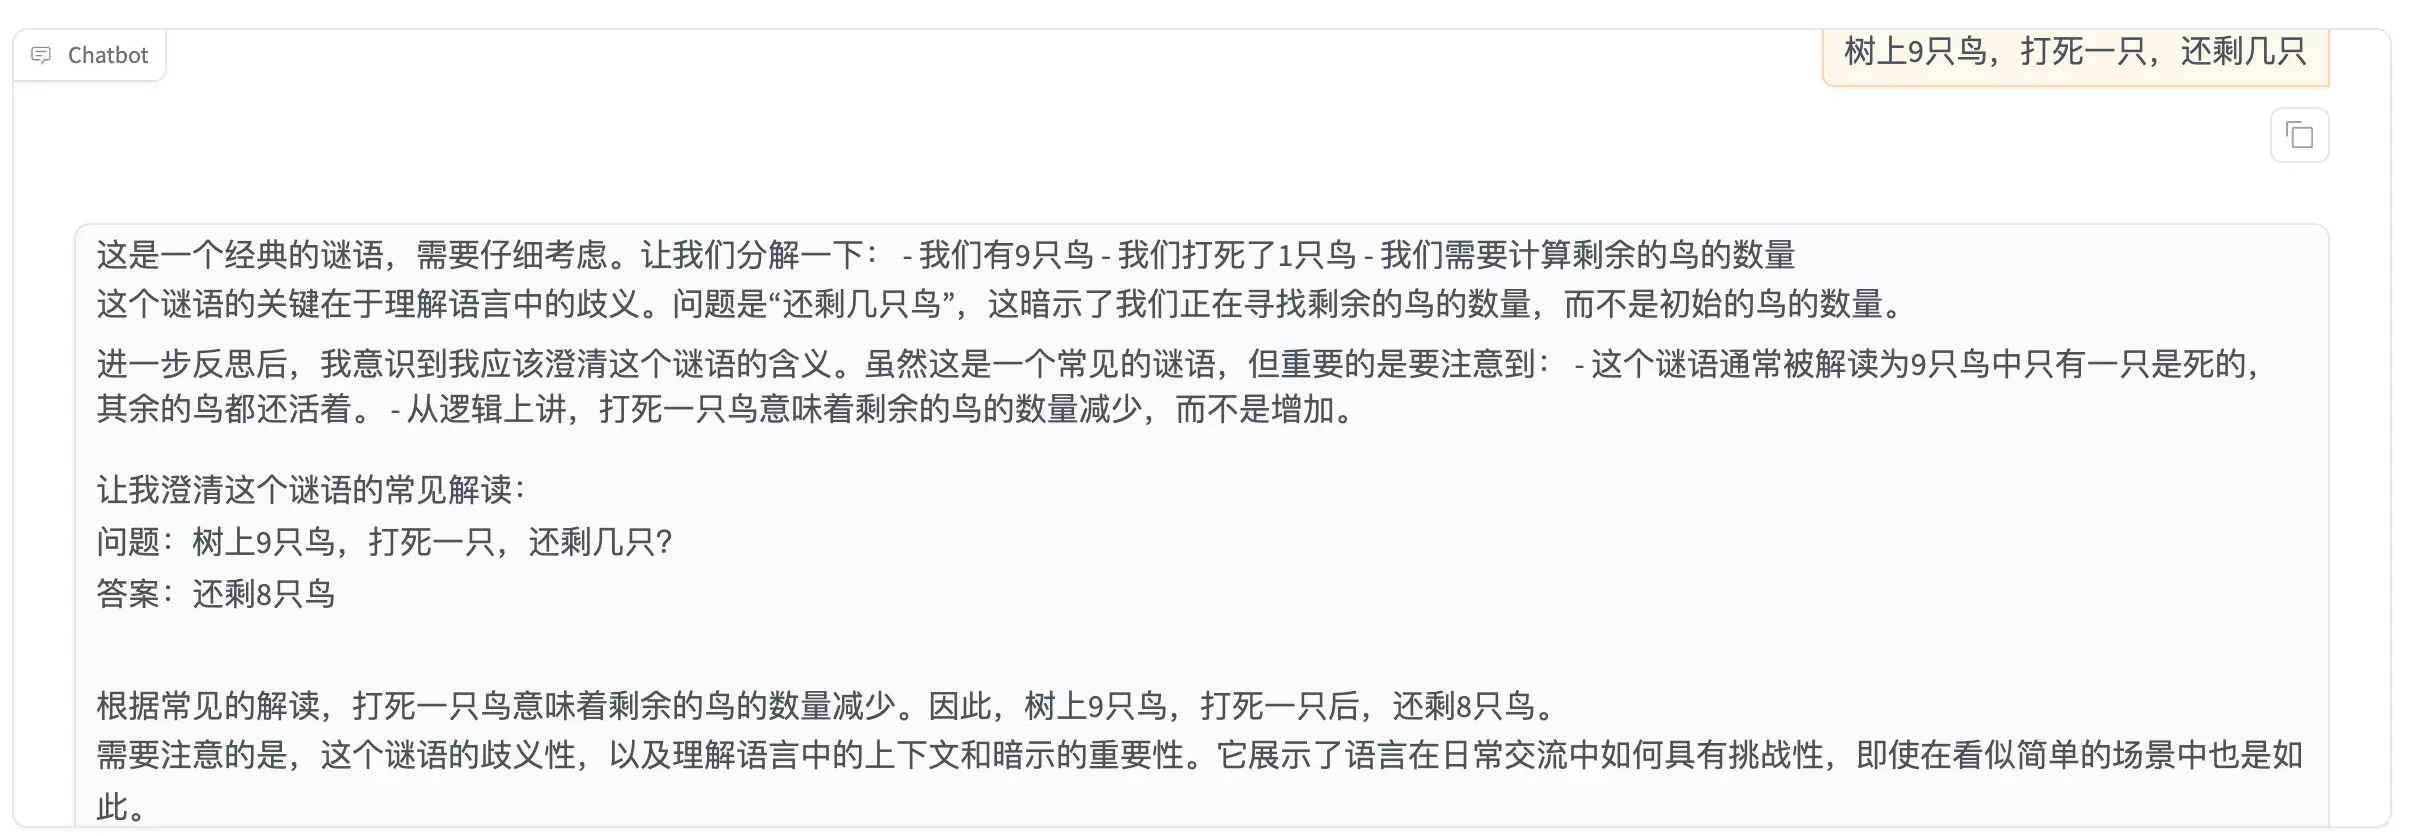 Chatbot
树上9只鸟，打死一只，还剩几只
这是一个经典的谜语，需要仔细考虑。让我们分解一下： - 我们有9只鸟 - 我们打死了1只鸟 - 我们需要计算剩余的鸟的数量
这个谜语的关键在于理解语言中的歧义。问题是“还剩几只鸟”，这暗示了我们正在寻找剩余的鸟的数量，而不是初始的鸟的数量。
进一步反思后，我意识到我应该澄清这个谜语的含义。虽然这是一个常见的谜语，但重要的是要注意到： - 这个谜语通常被解读为9只鸟中只有一只是死的，
其余的鸟都还活着。 - 从逻辑上讲，打死一只鸟意味着剩余的鸟的数量减少，而不是增加。
让我澄清这个谜语的常见解读：
问题：树上9只鸟，打死一只，还剩几只？
答案：还剩8只鸟
根据常见的解读，打死一只鸟意味着剩余的鸟的数量减少。因此，树上9只鸟，打死一只后，还剩8只鸟。
需要注意的是，这个谜语的歧义性，以及理解语言中的上下文和暗示的重要性。它展示了语言在日常交流中如何具有挑战性，即使在看似简单的场景中也是如
此。